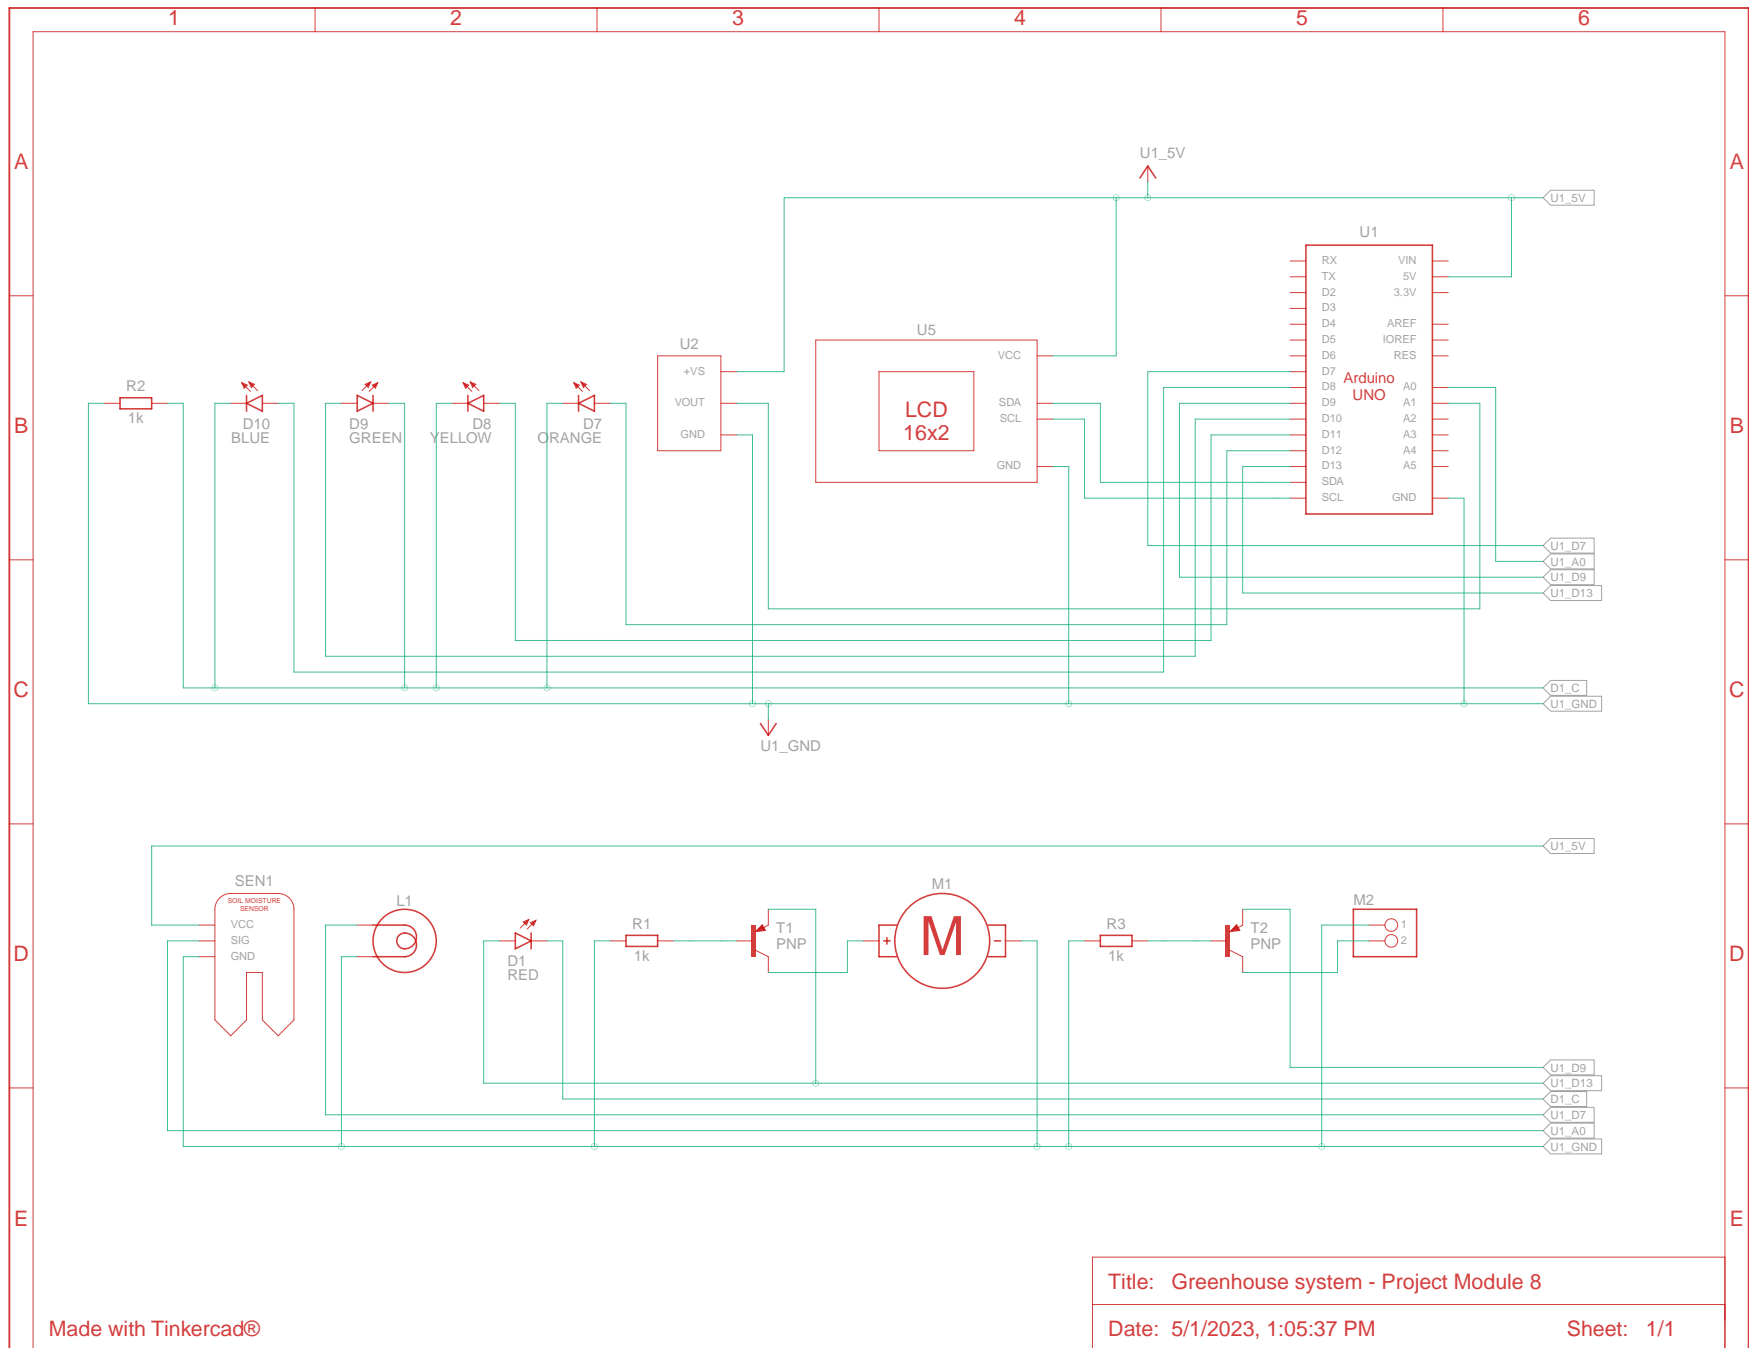 1 2 3 4 5 6
A A
B B
C C
D D
E E
U1_5V
U1_5V
U1
RX VIN
TX 5V
D2 3.3V
D3
D4 AREF
D5 IOREF
D6 RES
D7
D8 A0
D9 A1
D10 A2
D11 A3
D12 A4
D13 A5
SDA
SCL GND
Arduino
UNO
U5
VCC
SDA
SCL
GND
LCD
16x2
U2
+VS
VOUT
GND
R2
1k
D10
BLUE
D9
GREEN
D8
YELLOW
D7
ORANGE
U1_D7
U1_A0
U1_D9
U1_D13
D1_C
U1_GND
U1_GND
U1_5V
SEN1
SOIL MOISTURE
SENSOR
VCC
SIG
GND
L1
D1
RED
R1
1k
T1
PNP
M1
M
+ -
R3
1k
T2
PNP
M2
1
2
U1_D9
U1_D13
D1_C
U1_D7
U1_A0
U1_GND
Title: Greenhouse system - Project Module 8
Made with Tinkercad®
Date: 5/1/2023, 1:05:37 PM Sheet: 1/1